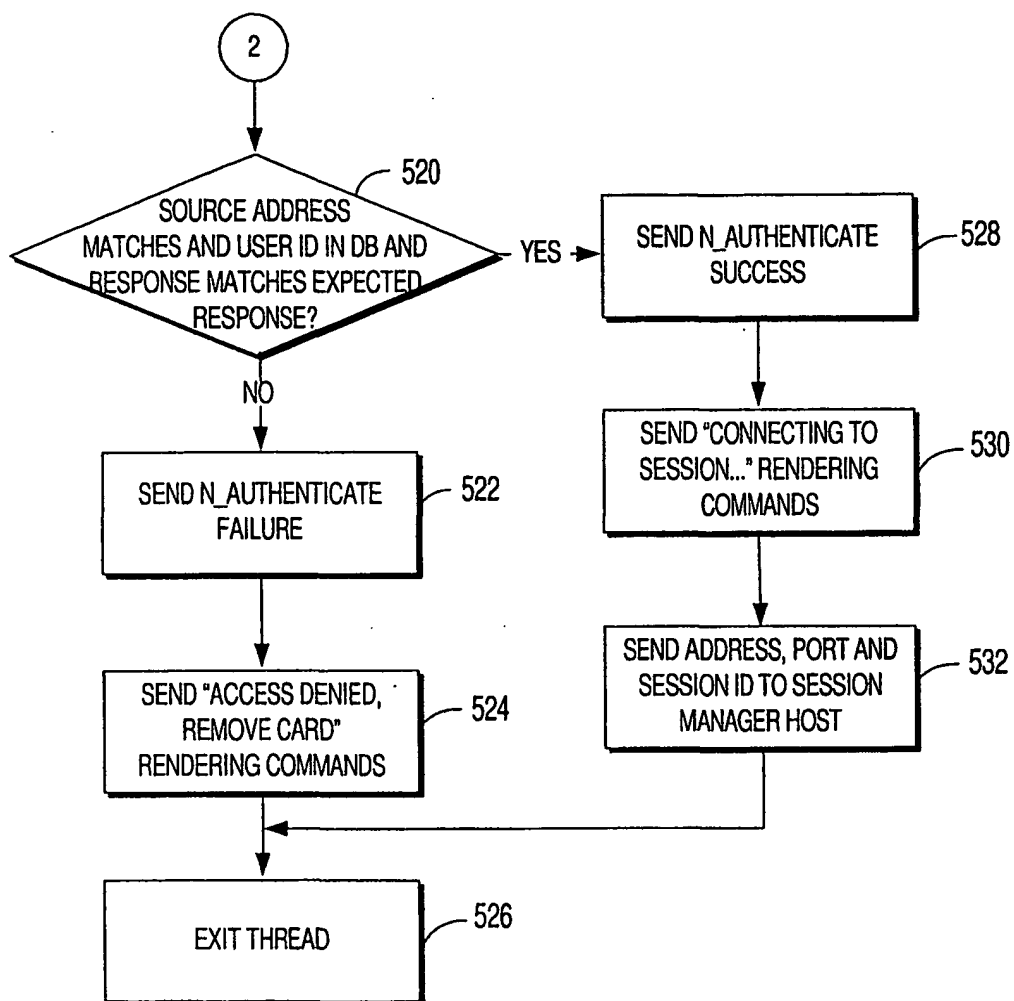 2
520
SOURCE ADDRESS
MATCHES AND USER ID IN DB AND
RESPONSE MATCHES EXPECTED
RESPONSE?
YES
SEND N_AUTHENTICATE
SUCCESS
528
NO
SEND "CONNECTING TO
SESSION..." RENDERING
COMMANDS
530
SEND N_AUTHENTICATE
FAILURE
522
SEND ADDRESS, PORT AND
SESSION ID TO SESSION
MANAGER HOST
532
SEND "ACCESS DENIED,
REMOVE CARD"
RENDERING COMMANDS
524
EXIT THREAD
526